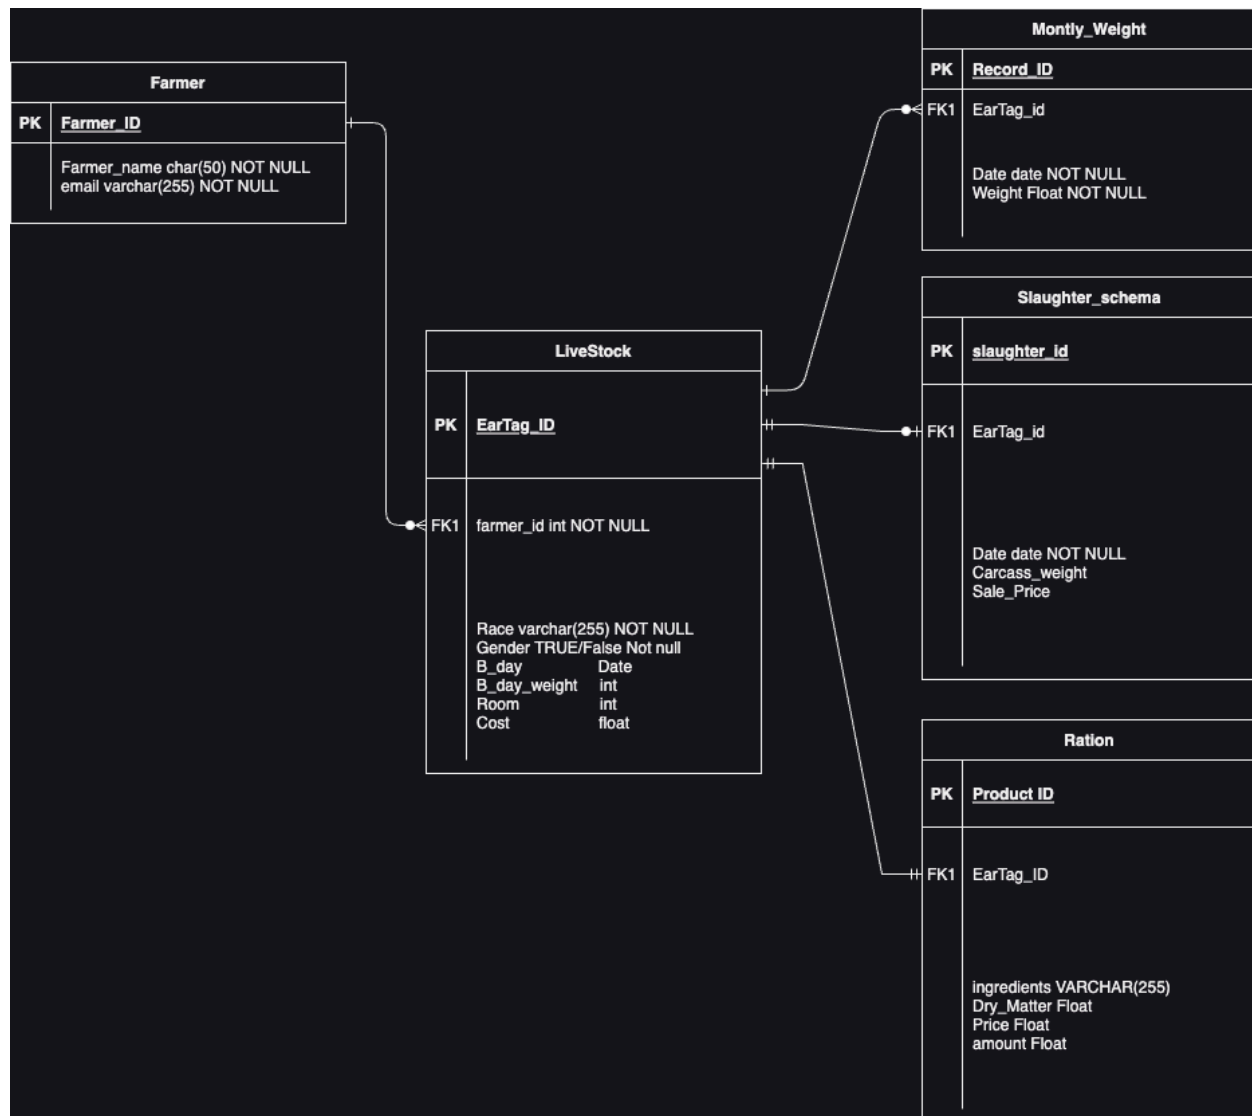 Farmer
PK Farmer_ID
Farmer_name char(50) NOT NULL
email varchar(255) NOT NULL
LiveStock
PK EarTag_ID
FK1 farmer_id int NOT NULL
Race varchar(255) NOT NULL
Gender TRUE/False Not null
B_day Date
B_day_weight int
Room int
Cost float
Montly_Weight
PK Record_ID
FK1 EarTag_id
Date date NOT NULL
Weight Float NOT NULL
Slaughter_schema
PK slaughter_id
FK1 EarTag_id
Date date NOT NULL
Carcass_weight
Sale_Price
Ration
PK Product ID
FK1 EarTag_ID
ingredients VARCHAR(255)
Dry_Matter Float
Price Float
amount Float